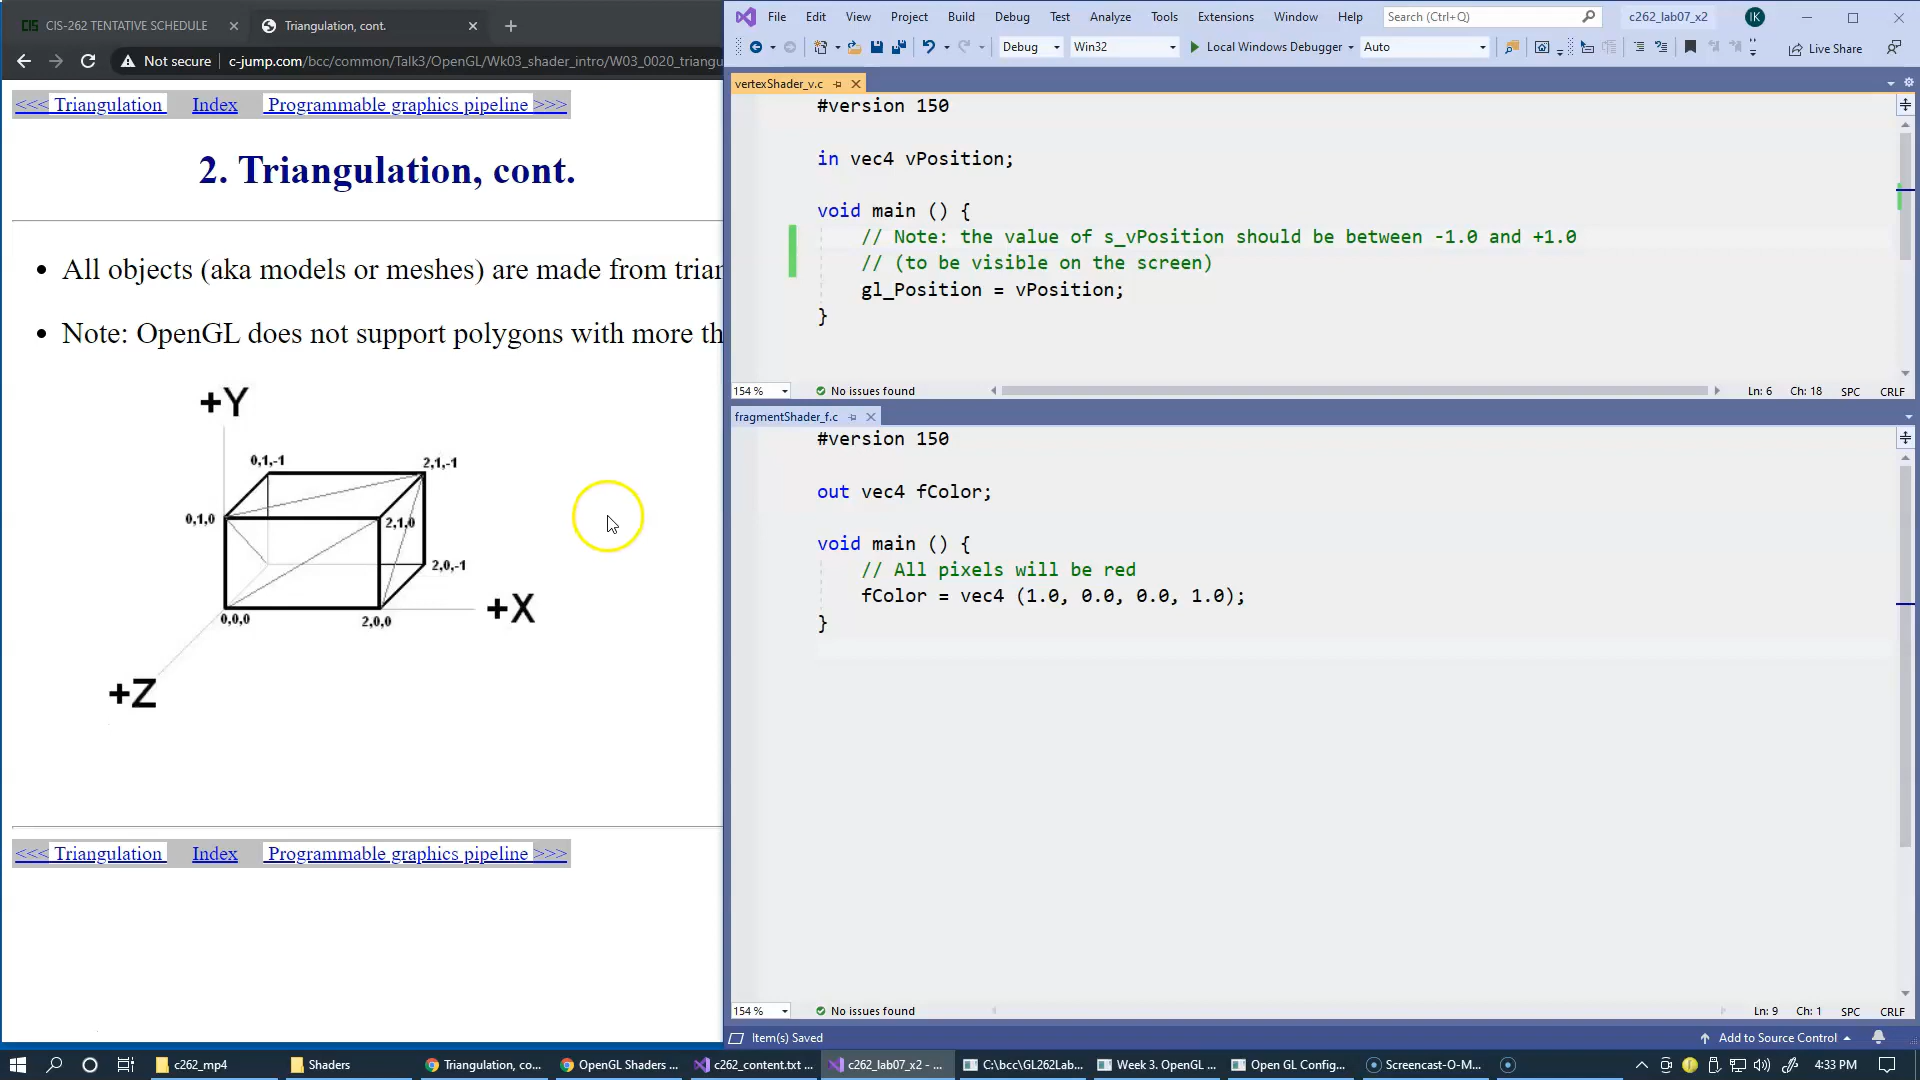 CIS-262 TENTATIVE SCHEDULE
Triangulation, cont.
Not secure
c-jump.com/bcc/common/Talk3/OpenGL/Wk03_shader_intro/W03_0020_triangu
<<< Triangulation Index Programmable graphics pipeline >>>
2. Triangulation, cont.
All objects (aka models or meshes) are made from trian
Note: OpenGL does not support polygons with more th
+Y
0,1,-1
2,1,-1
0,1,0
2,1,0
2,0,-1
+X
0,0,0
2,0,0
+Z
<<< Triangulation Index Programmable graphics pipeline >>>
File Edit View Project Build Debug Test Analyze Tools Extensions Window Help Search (Ctrl+Q) c262_lab07_x2 IK
Debug Win32 Local Windows Debugger Auto Live Share
vertexShader_v.c
#version 150
in vec4 vPosition;
void main () {
// Note: the value of s_vPosition should be between -1.0 and +1.0
// (to be visible on the screen)
gl_Position = vPosition;
}
154 % No issues found Ln: 6 Ch: 18 SPC CRLF
fragmentShader_f.c
#version 150
out vec4 fColor;
void main () {
// All pixels will be red
fColor = vec4 (1.0, 0.0, 0.0, 1.0);
}
154 % No issues found Ln: 9 Ch: 1 SPC CRLF
Item(s) Saved Add to Source Control
c262_mp4 Shaders Triangulation, co... OpenGL Shaders ... c262_content.txt ... c262_lab07_x2 - ... C:\bcc\GL262Lab... Week 3. OpenGL ... Open GL Config... Screencast-O-M... 4:33 PM